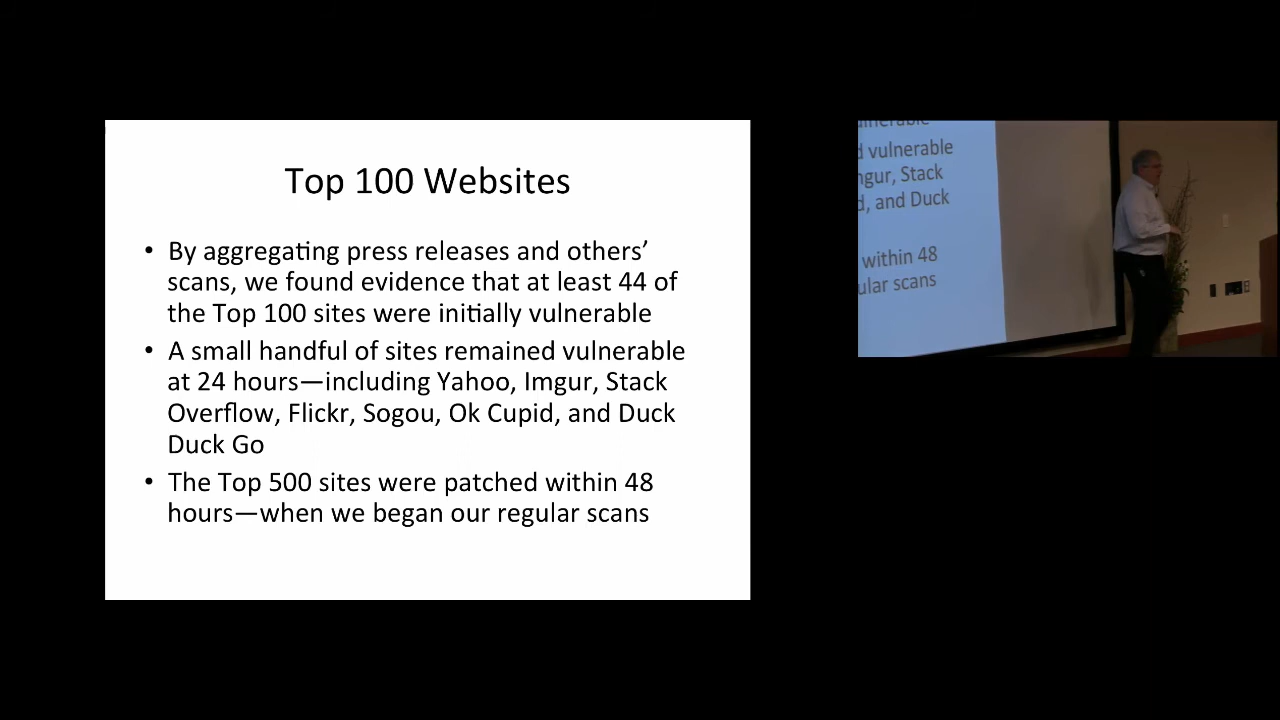 Top 100 Websites
• By aggregating press releases and others’
scans, we found evidence that at least 44 of
the Top 100 sites were initially vulnerable
• A small handful of sites remained vulnerable
at 24 hours—including Yahoo, Imgur, Stack
Overflow, Flickr, Sogou, Ok Cupid, and Duck
Duck Go
• The Top 500 sites were patched within 48
hours—when we began our regular scans
vulnerable
Stack
and Duck
within 48
scans